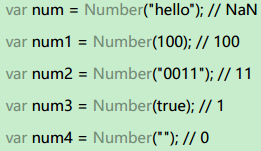 var num = Number("hello"); // NaN
var num1 = Number(100); // 100
var num2 = Number("0011"); // 11
var num3 = Number(true); // 1
var num4 = Number(""); // 0